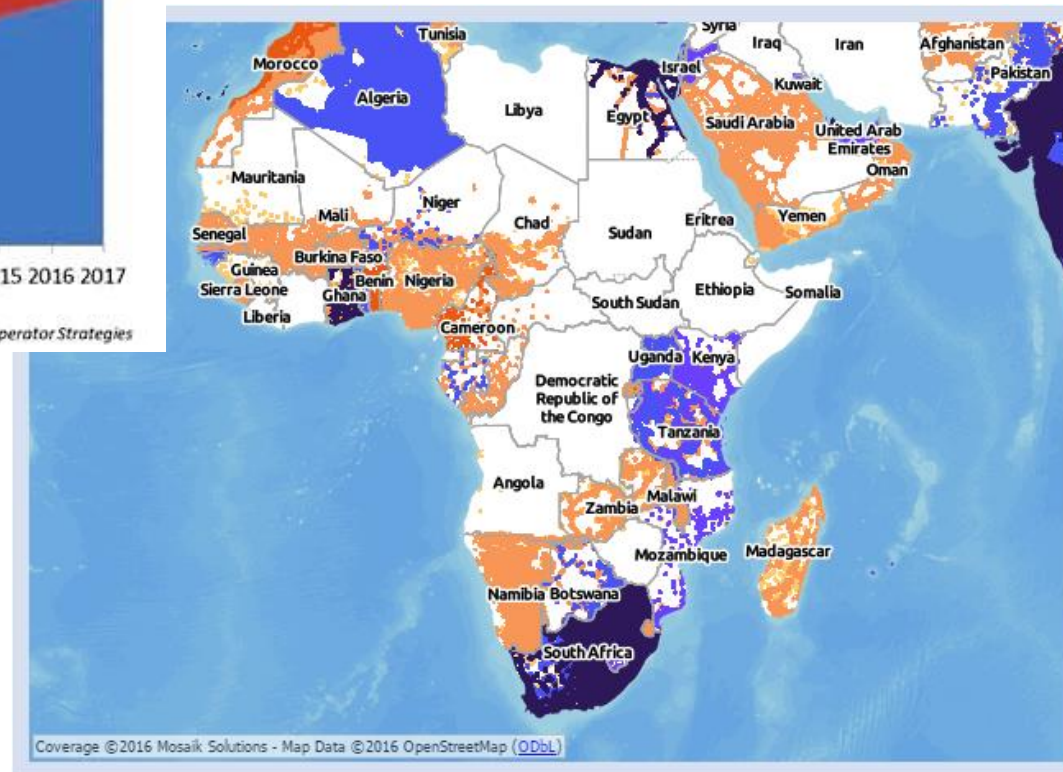 15 2016 2017
perator Strategies
Syria
Tunisia
Iraq
Iran
Afghanistan
Morocco
Israel
Pakistan
Kuwait
Algeria
Libya
Egypt
Saudi Arabia
United Arab
Emirates
Oman
Mauritania
Niger
Mali
Chad
Yemen
Eritrea
Senegal
Sudan
Burkina Faso
Guinea
Benin
Nigeria
Sierra Leone
Ghana
Ethiopia
Somalia
South Sudan
Liberia
Cameroon
Uganda
Kenya
Democratic
Republic of
the Congo
Tanzania
Angola
Malawi
Zambia
Mozambique
Madagascar
Namibia
Botswana
South Africa
Coverage ©2016 Mosaik Solutions - Map Data ©2016 OpenStreetMap (ODbL)